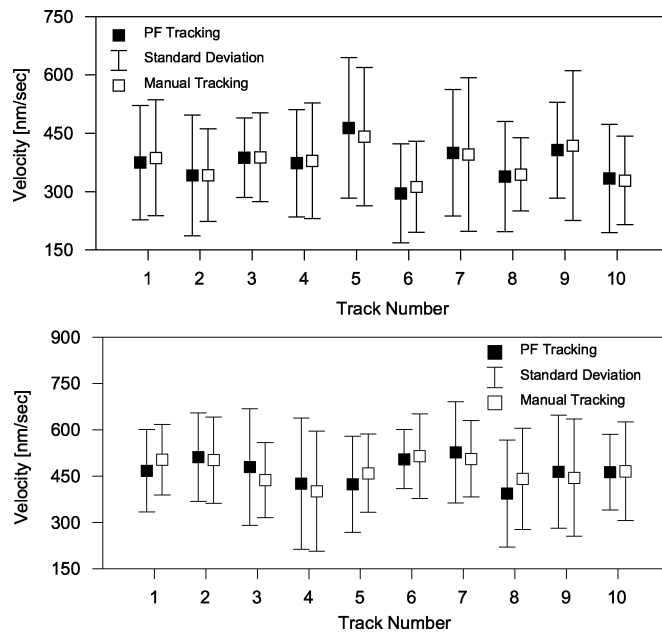 750
PF Tracking
Standard Deviation
Manual Tracking
600
450
300
150
Velocity [nm/sec]
1 2 3 4 5 6 7 8 9 10
Track Number
900
PF Tracking
Standard Deviation
Manual Tracking
750
600
450
300
150
Velocity [nm/sec]
1 2 3 4 5 6 7 8 9 10
Track Number